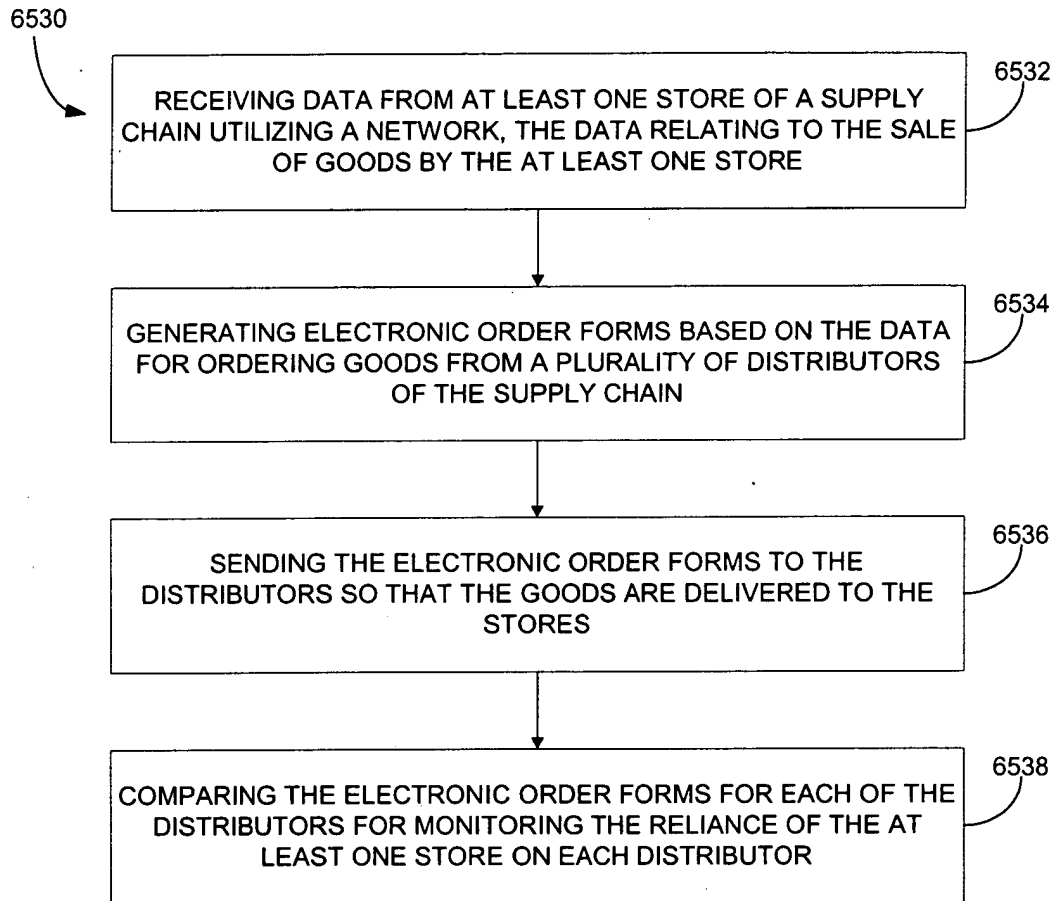 6530
6532
RECEIVING DATA FROM AT LEAST ONE STORE OF A SUPPLY
CHAIN UTILIZING A NETWORK, THE DATA RELATING TO THE SALE
OF GOODS BY THE AT LEAST ONE STORE
6534
GENERATING ELECTRONIC ORDER FORMS BASED ON THE DATA
FOR ORDERING GOODS FROM A PLURALITY OF DISTRIBUTORS
OF THE SUPPLY CHAIN
6536
SENDING THE ELECTRONIC ORDER FORMS TO THE
DISTRIBUTORS SO THAT THE GOODS ARE DELIVERED TO THE
STORES
6538
COMPARING THE ELECTRONIC ORDER FORMS FOR EACH OF THE
DISTRIBUTORS FOR MONITORING THE RELIANCE OF THE AT
LEAST ONE STORE ON EACH DISTRIBUTOR